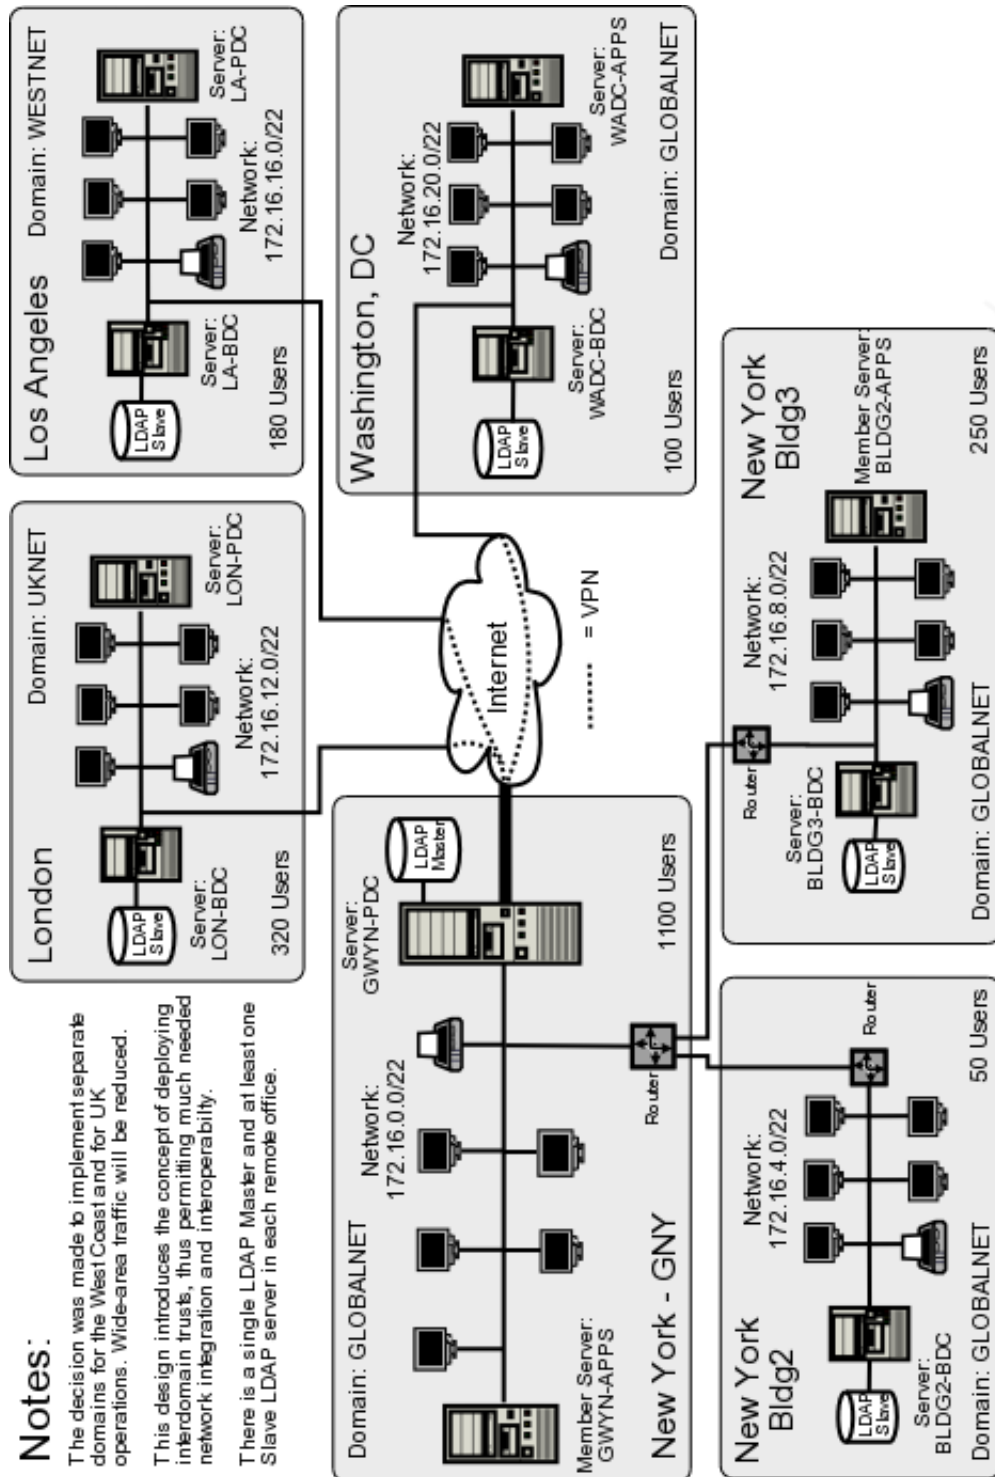 Notes:
The decision was made to implement separate
domains for the West Coast and for UK
operations. Wide-area traffic will be reduced.
This design introduces the concept of deploying
interdomain trusts, thus permitting much needed
network integration and interoperabilty.
There is a single LDAP Master and at least one
Slave LDAP server in each remote office.
London
Domain: UKNET
LDAP
Slave
Server:
LON-BDC
Network:
172.16.12.0/22
Server:
LON-PDC
320 Users
Los Angeles
Domain: WESTNET
LDAP
Slave
Server:
LA-BDC
Network:
172.16.16.0/22
Server:
LA-PDC
180 Users
Domain: GLOBALNET
Network:
172.16.0.0/22
Server:
GWYN-PDC
LDAP
Master
Member Server:
GWYN-APPS
Router
New York - GNY
1100 Users
Internet
= VPN
Washington, DC
LDAP
Slave
Server:
WADC-BDC
Network:
172.16.20.0/22
Server:
WADC-APPS
100 Users
Domain: GLOBALNET
New York
Bldg2
Network:
172.16.4.0/22
LDAP
Slave
Server:
BLDG2-BDC
Router
Domain: GLOBALNET
50 Users
New York
Bldg3
Router
Network:
172.16.8.0/22
Server:
BLDG3-BDC
LDAP
Slave
Member Server:
BLDG2-APPS
Domain: GLOBALNET
250 Users